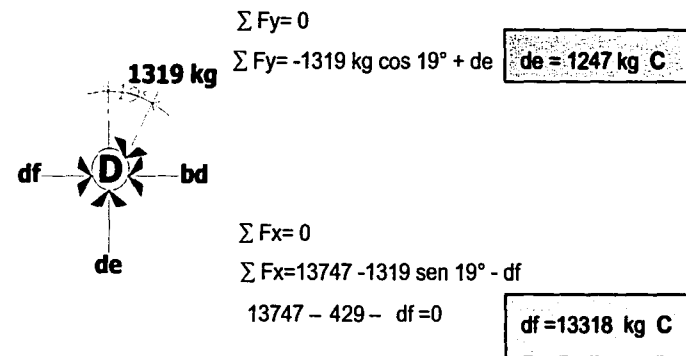 ∑ Fy= 0
∑ Fy= -1319 kg cos 19° + de
de = 1247 kg C
1319 kg
19°
df
D
bd
de
∑ Fx= 0
∑ Fx=13747 -1319 sen 19° - df
13747 – 429 – df =0
df =13318 kg C